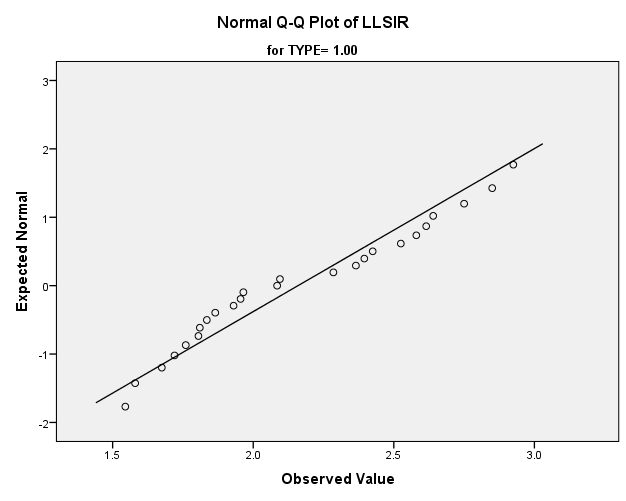 Normal Q-Q Plot of LLSIR
for TYPE= 1.00
Expected Normal
3
2
1
0
-1
-2
1.5 2.0 2.5 3.0
Observed Value